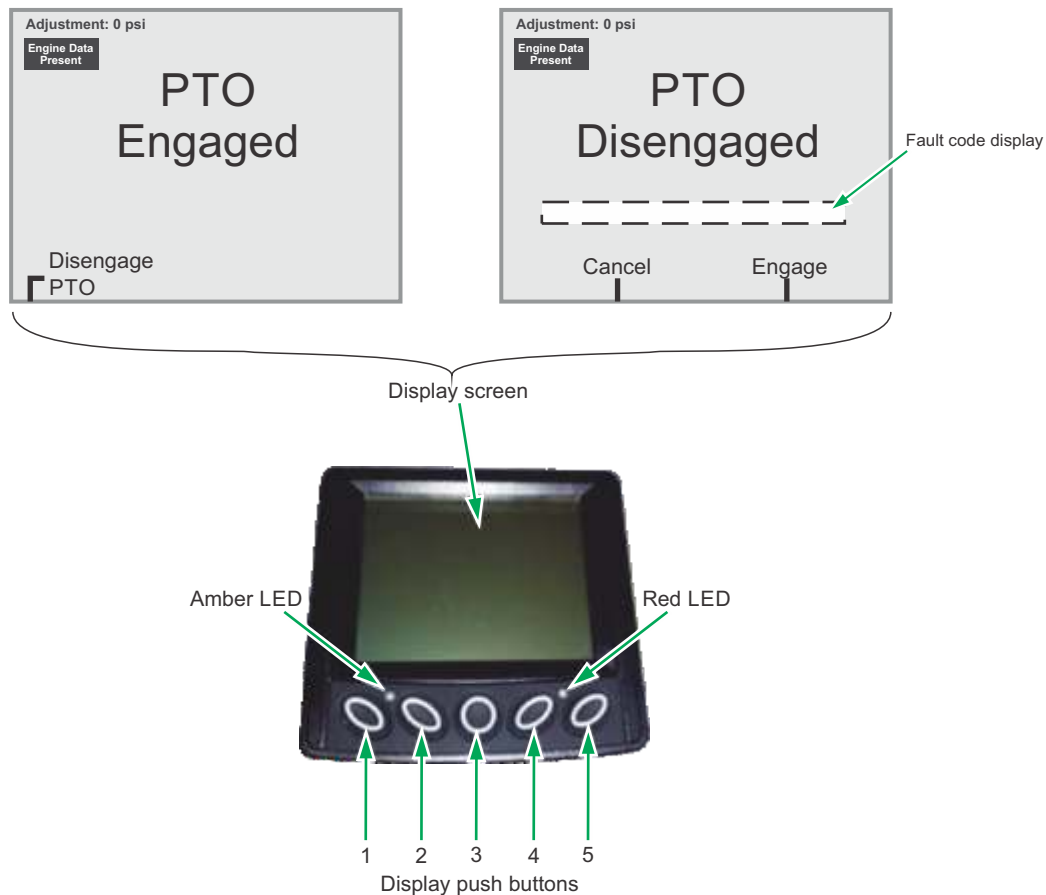 Adjustment: 0 psi
Engine Data
Present
PTO
Engaged
Disengage
PTO
Adjustment: 0 psi
Engine Data
Present
PTO
Disengaged
Cancel
Engage
Fault code display
Display screen
Amber LED
Red LED
1
2
3
4
5
Display push buttons